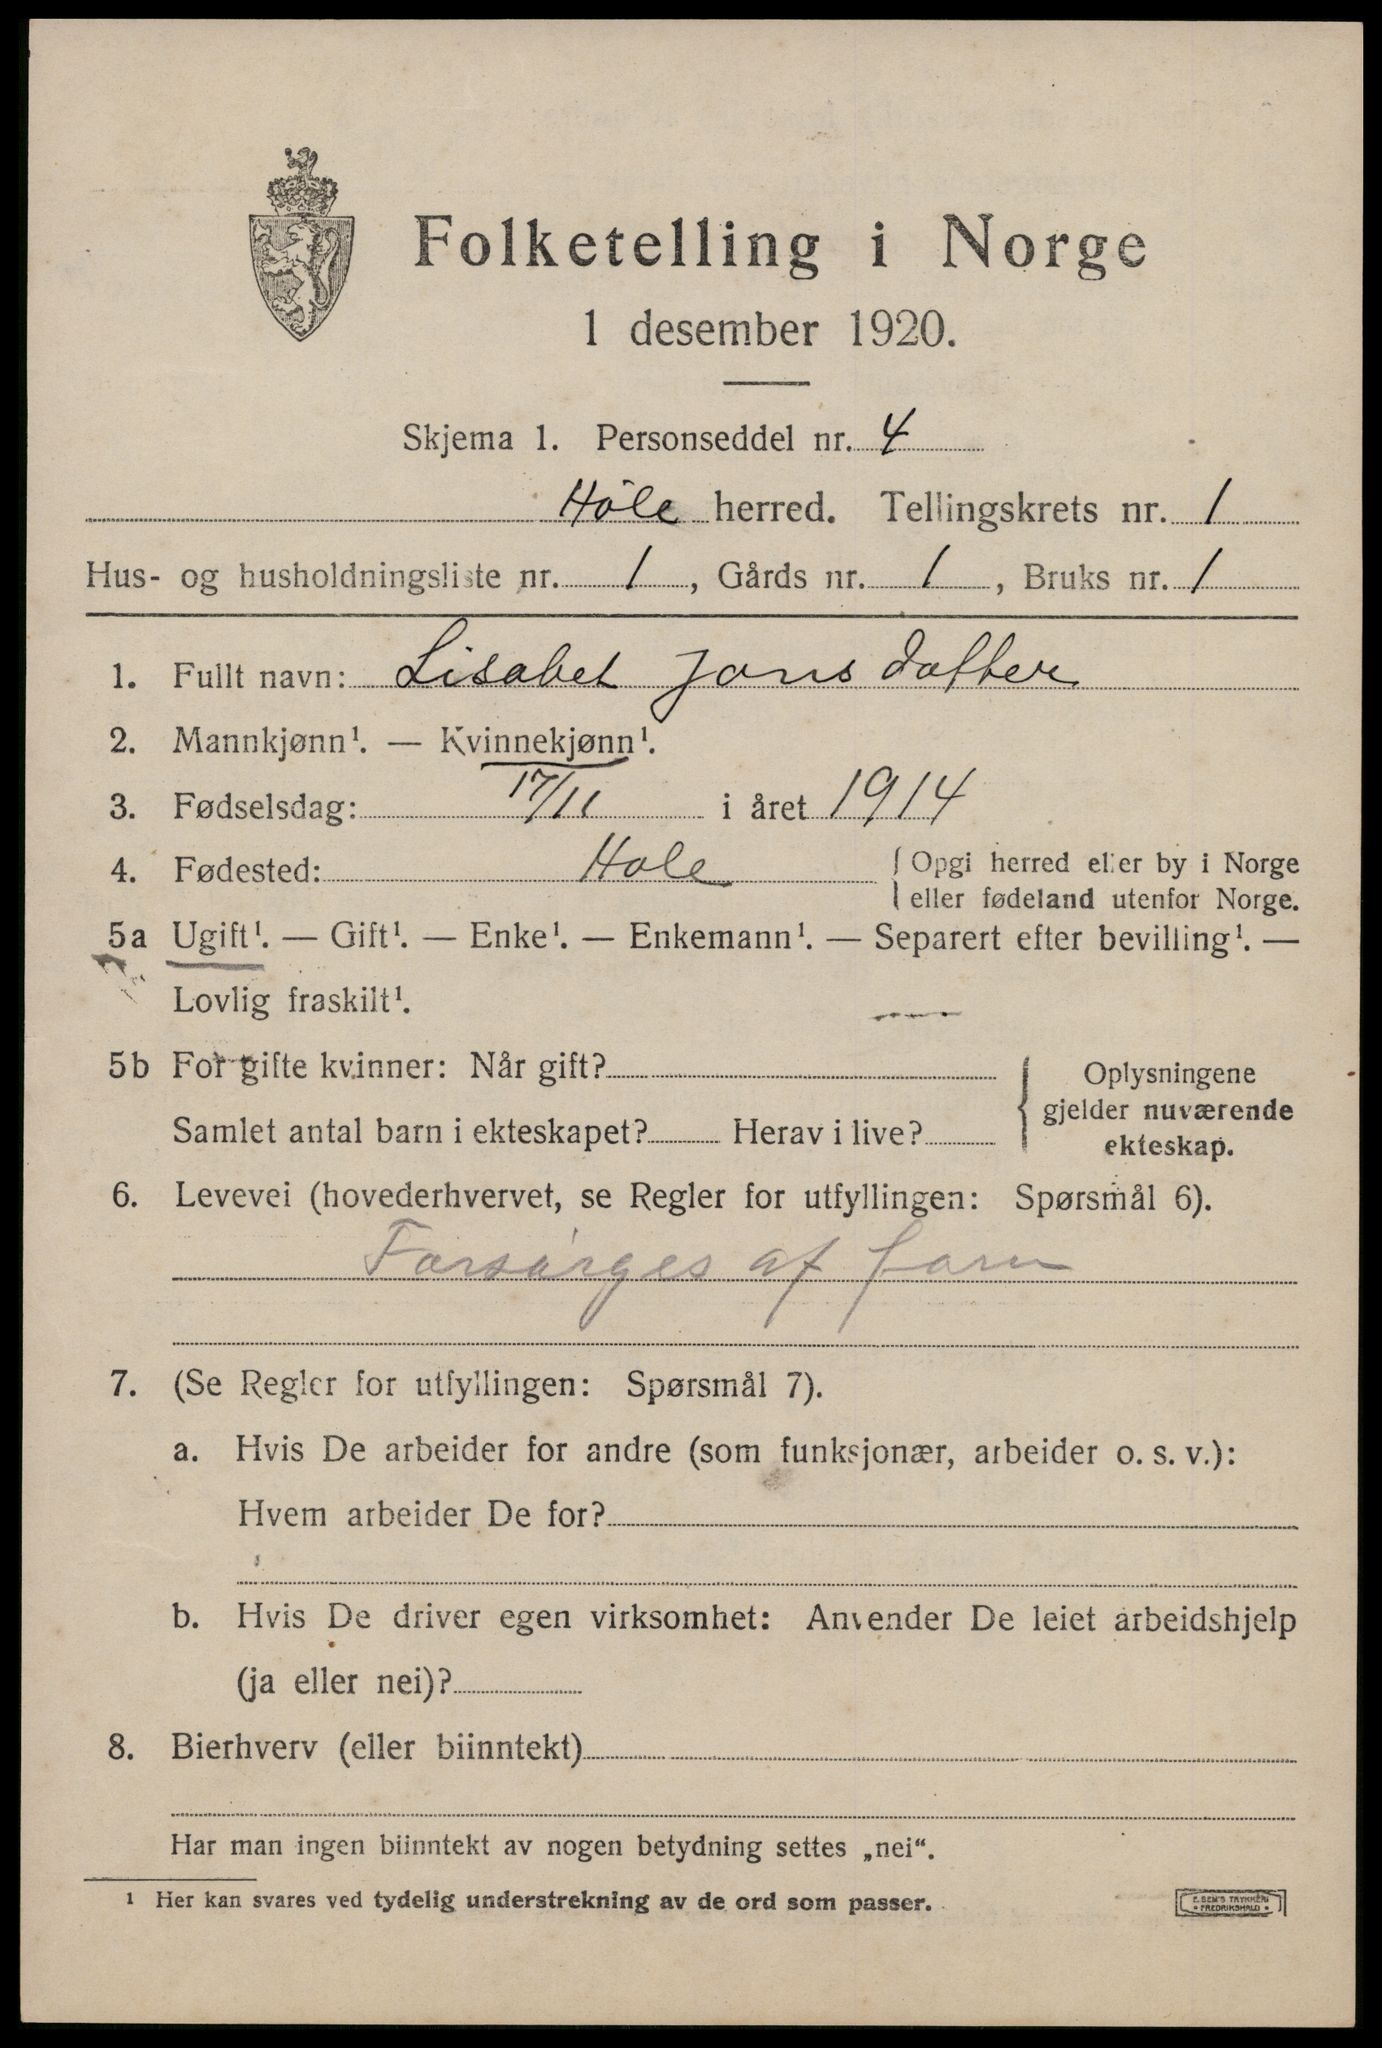 Folketelling i Norge
1 desember 1920.
Skjema 1. Personseddel nr. 4
Høle herred. Tellingskrets nr. 1
Hus- og husholdningsliste nr. 1, Gårds nr. 1, Bruks nr. 1
1. Fullt navn: Lisabet Jonsdatter
2. Mannkjønn¹. — Kvinnekjønn¹.
3. Fødselsdag: 17/11 i året 1914
4. Fødested: Hole { Opgi herred eller by i Norge
eller fødeland utenfor Norge.
5a Ugift¹. — Gift¹. — Enke¹. — Enkemann¹. — Separert efter bevilling¹. —
Lovlig fraskilt¹.
5b For gifte kvinner: Når gift? { Oplysningene
gjelder nuværende
Samlet antal barn i ekteskapet? Herav i live? ekteskap.
6. Levevei (hovederhvervet, se Regler for utfyllingen: Spørsmål 6).
Forsørges af faren
7. (Se Regler for utfyllingen: Spørsmål 7).
a. Hvis De arbeider for andre (som funksjonær, arbeider o. s. v.):
Hvem arbeider De for?
b. Hvis De driver egen virksomhet: Anvender De leiet arbeidshjelp
(ja eller nei)?
8. Bierhverv (eller biinntekt)
Har man ingen biinntekt av nogen betydning settes „nei“.
¹ Her kan svares ved tydelig understrekning av de ord som passer.
E. SEM'S TRYKKERI
• FREDRIKSHALD •